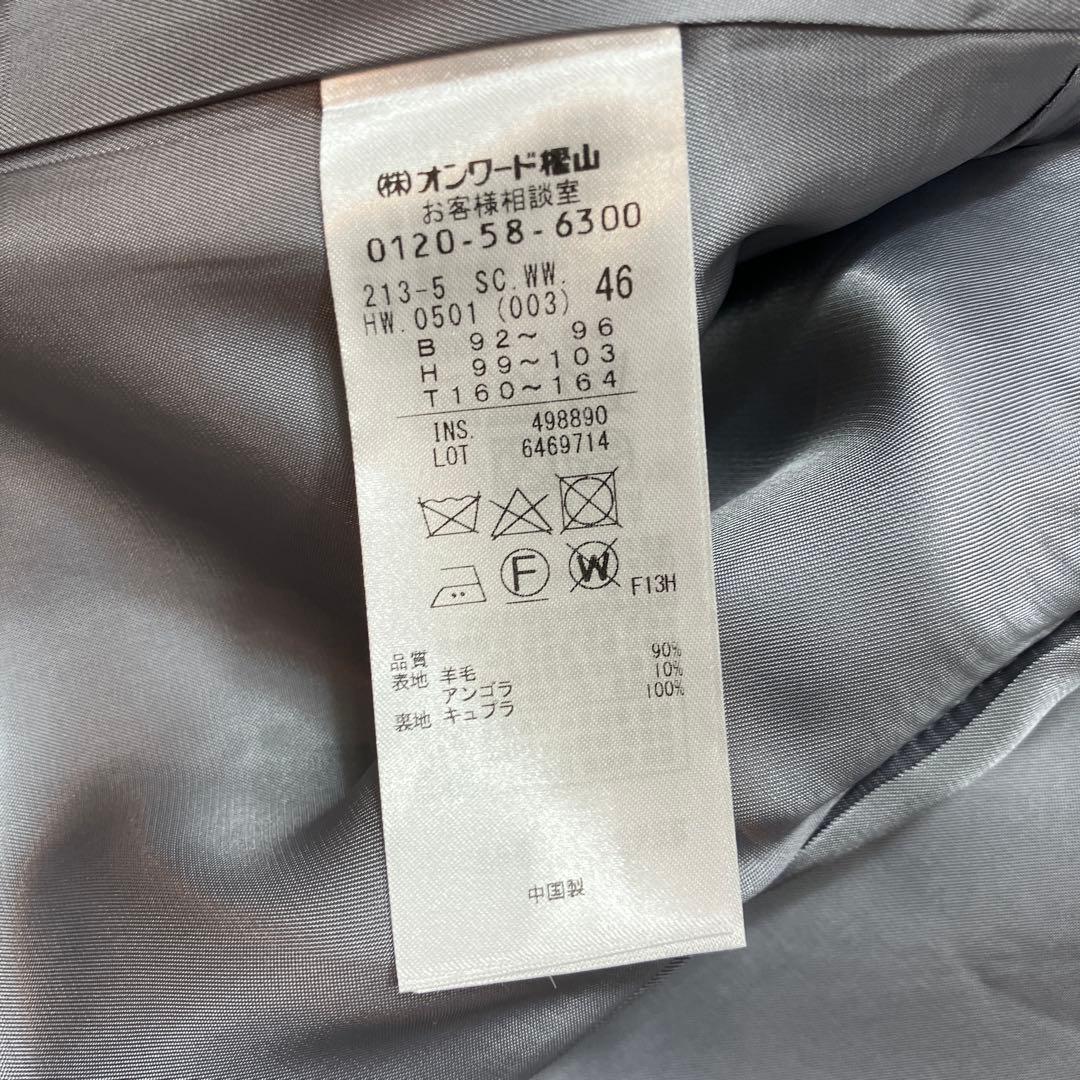 ㈱オンワード樫山
お客様相談室
0120-58-6300
213-5 SC.WW. 46
HW.0501 (003)
B 92〜 96
H 99〜103
T160〜164
INS. 498890
LOT 6469714
F W F13H
品質
表地 羊毛 90%
アンゴラ 10%
裏地 キュプラ 100%
中国製